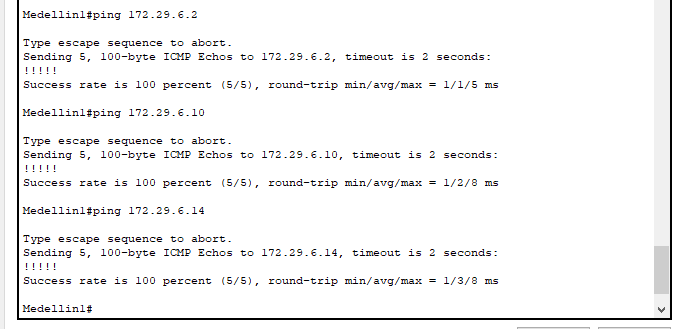 Medellin1#ping 172.29.6.2
Type escape sequence to abort.
Sending 5, 100-byte ICMP Echos to 172.29.6.2, timeout is 2 seconds:
!!!!!
Success rate is 100 percent (5/5), round-trip min/avg/max = 1/1/5 ms
Medellin1#ping 172.29.6.10
Type escape sequence to abort.
Sending 5, 100-byte ICMP Echos to 172.29.6.10, timeout is 2 seconds:
!!!!!
Success rate is 100 percent (5/5), round-trip min/avg/max = 1/2/8 ms
Medellin1#ping 172.29.6.14
Type escape sequence to abort.
Sending 5, 100-byte ICMP Echos to 172.29.6.14, timeout is 2 seconds:
!!!!!
Success rate is 100 percent (5/5), round-trip min/avg/max = 1/3/8 ms
Medellin1#